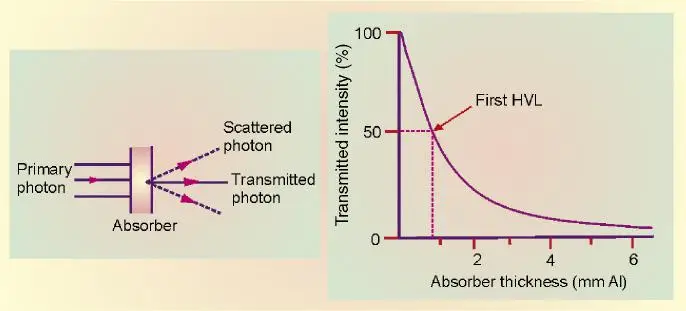 Primary
photon
Absorber
Scattered
photon
Transmitted
photon
Transmitted intensity (%)
100
50
0
First HVL
2
4
6
Absorber thickness (mm Al)